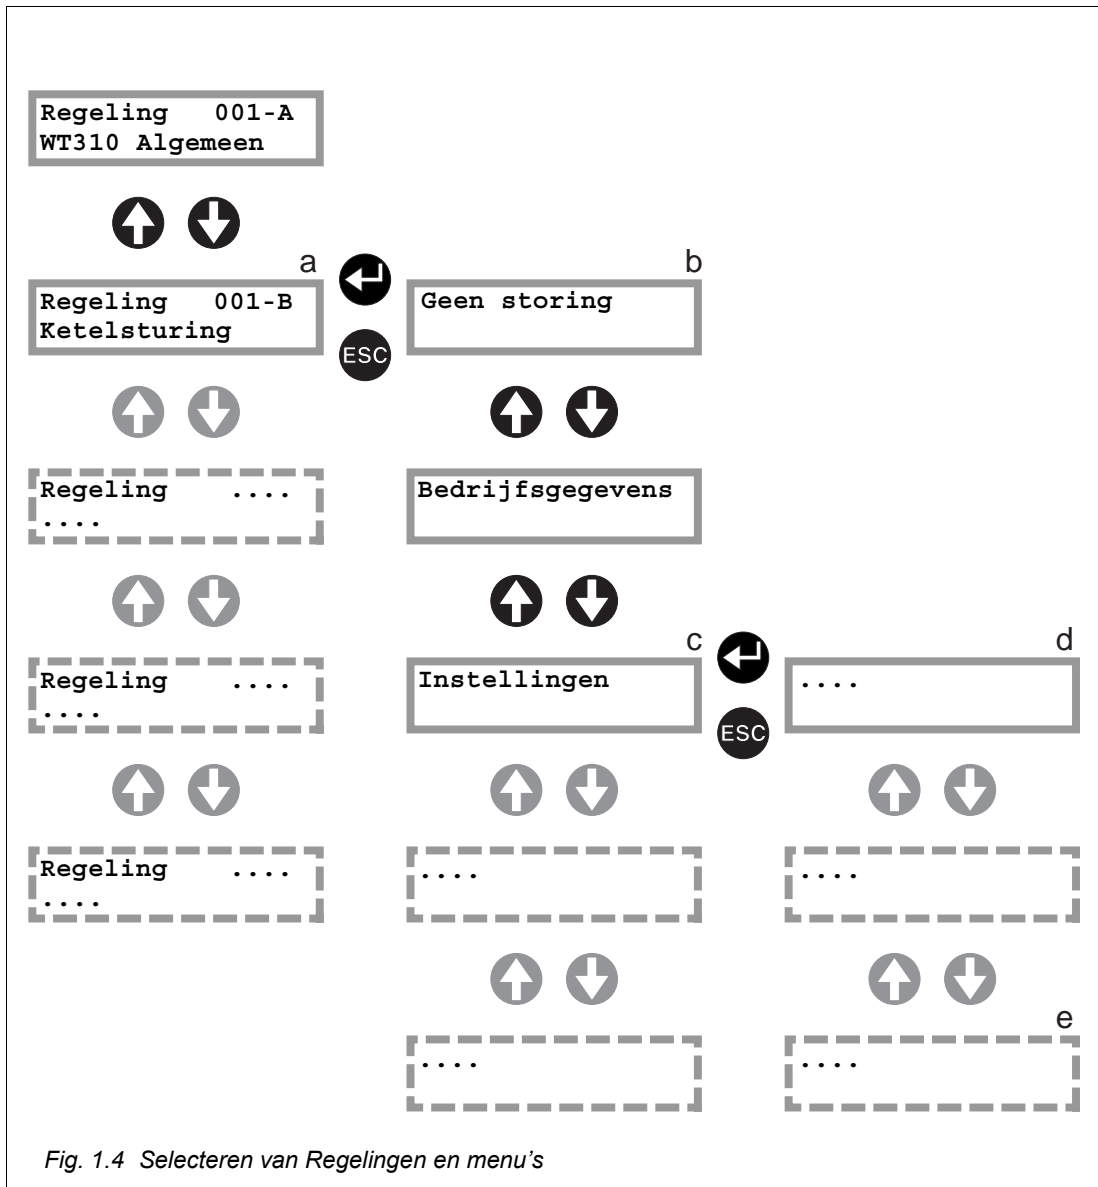 Regeling 001-A
WT310 Algemeen
a
Regeling 001-B
Ketelsturing
ESC
b
Geen storing
Regeling ....
....
Bedrijfsgegevens
Regeling ....
....
c
Instellingen
ESC
d
....
Regeling ....
....
....
....
....
e
....
Fig. 1.4 Selecteren van Regelingen en menu's